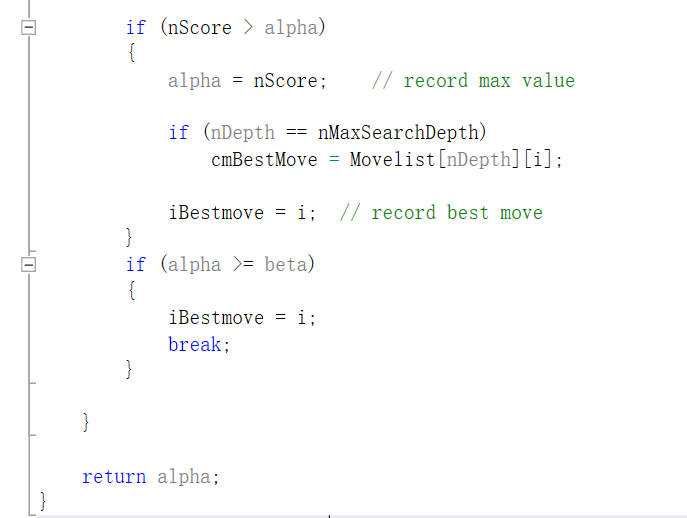 if (nScore > alpha)
{
alpha = nScore;    // record max value
if (nDepth == nMaxSearchDepth)
cmBestMove = Movelist[nDepth][i];
iBestmove = i;  // record best move
}
if (alpha >= beta)
{
iBestmove = i;
break;
}
}
return alpha;
}